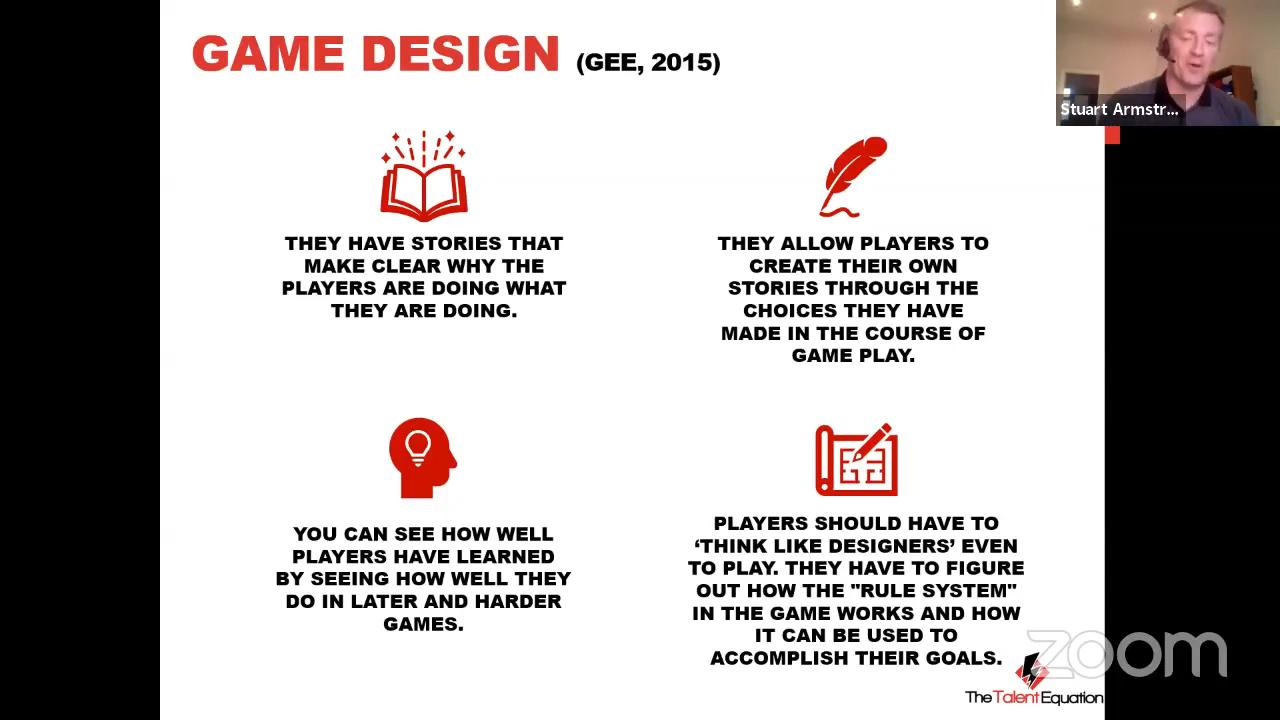 GAME DESIGN (GEE, 2015)
Stuart Armstr...
THEY HAVE STORIES THAT
MAKE CLEAR WHY THE
PLAYERS ARE DOING WHAT
THEY ARE DOING.
THEY ALLOW PLAYERS TO
CREATE THEIR OWN
STORIES THROUGH THE
CHOICES THEY HAVE
MADE IN THE COURSE OF
GAME PLAY.
YOU CAN SEE HOW WELL
PLAYERS HAVE LEARNED
BY SEEING HOW WELL THEY
DO IN LATER AND HARDER
GAMES.
PLAYERS SHOULD HAVE TO
‘THINK LIKE DESIGNERS’ EVEN
TO PLAY. THEY HAVE TO FIGURE
OUT HOW THE "RULE SYSTEM"
IN THE GAME WORKS AND HOW
IT CAN BE USED TO
ACCOMPLISH THEIR GOALS.
zoom
The Talent Equation